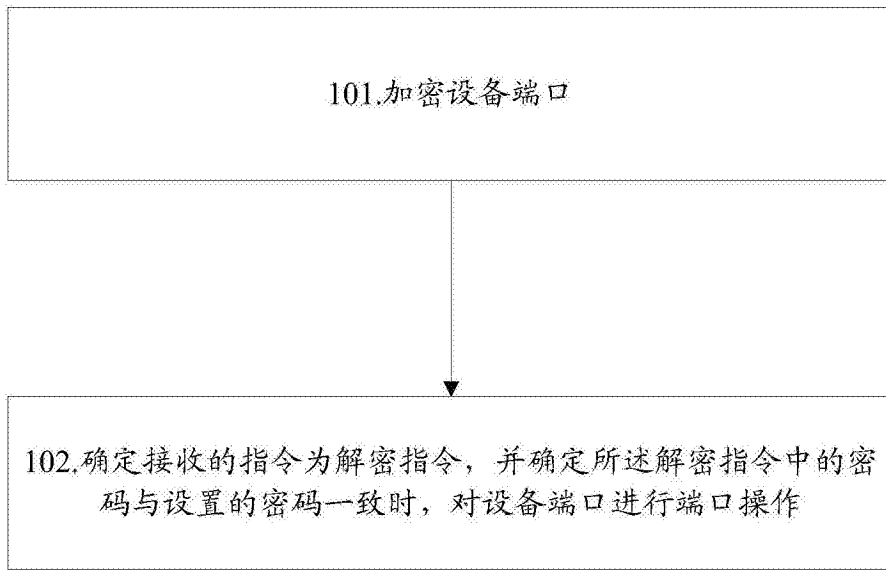 101.加密设备端口
102.确定接收的指令为解密指令，并确定所述解密指令中的密
码与设置的密码一致时，对设备端口进行端口操作